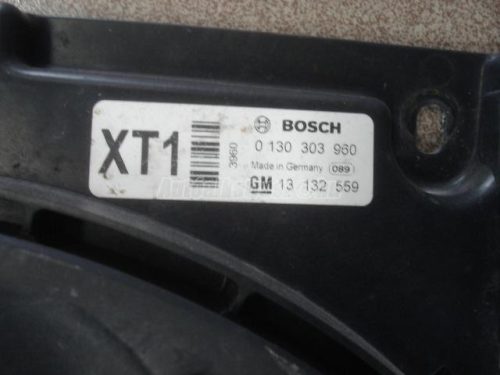 XT1
3960
BOSCH
0 130 303 960
Made in Germany 089
GM 13 132 559